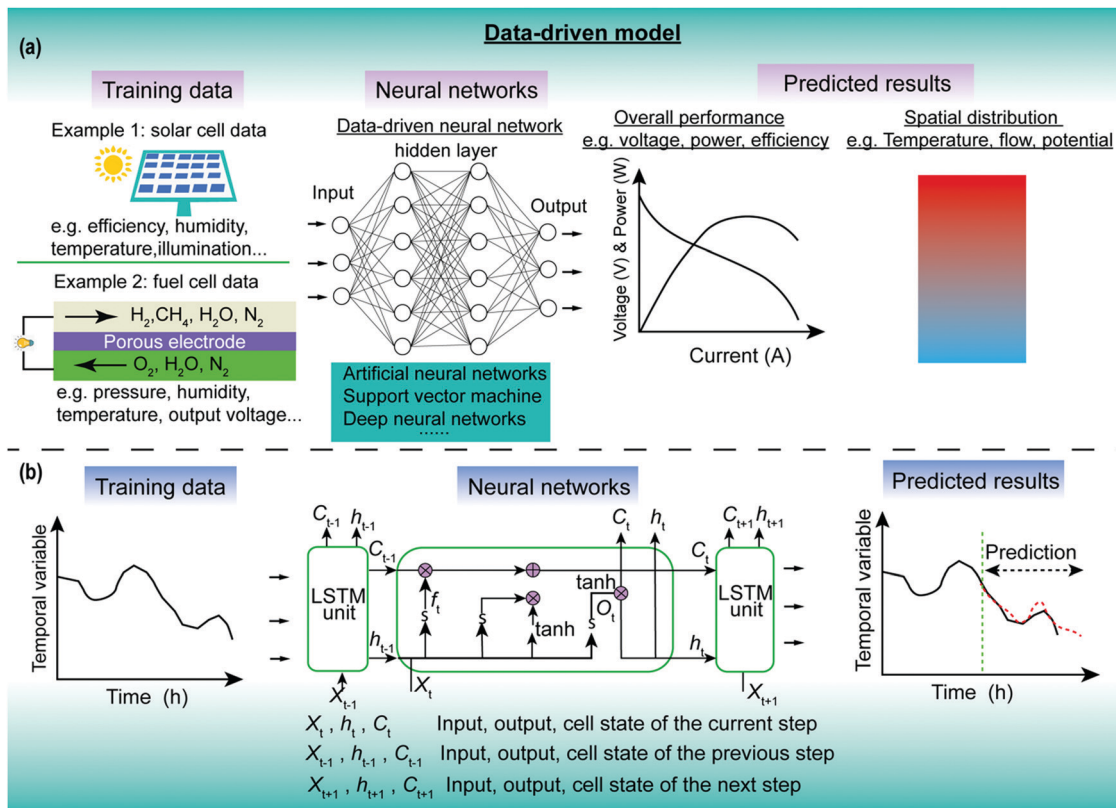 Data-driven model
(a)
Training data
Example 1: solar cell data
e.g. efficiency, humidity,
temperature,illumination...
Example 2: fuel cell data
H2,CH4, H2O, N2
Porous electrode
O2, H2O, N2
e.g. pressure, humidity,
temperature, output voltage...
Neural networks
Data-driven neural network
hidden layer
Input
Output
Artificial neural networks
Support vector machine
Deep neural networks
......
Predicted results
Overall performance
e.g. voltage, power, efficiency
Voltage (V) & Power (W)
Current (A)
Spatial distribution
e.g. Temperature, flow, potential
(b)
Training data
Temporal variable
Time (h)
Neural networks
Ct-1 ht-1
LSTM
unit
Xt-1
Ct-1
ht-1
ft
s
s
tanh
s
tanh
Ot
Xt
Ct ht
Ct
ht
Ct+1 ht+1
LSTM
unit
Xt+1
Xt , ht , Ct Input, output, cell state of the current step
Xt-1 , ht-1 , Ct-1 Input, output, cell state of the previous step
Xt+1 , ht+1 , Ct+1 Input, output, cell state of the next step
Predicted results
Prediction
Temporal variable
Time (h)